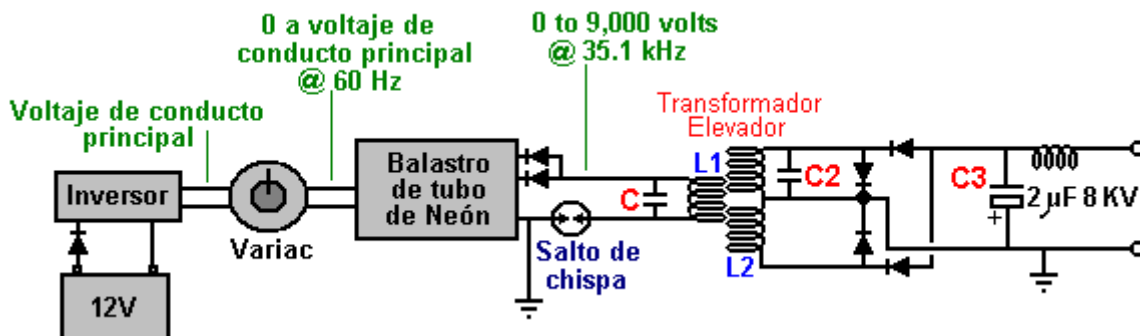 0 a voltaje de
conducto principal
@ 60 Hz
0 to 9,000 volts
@ 35.1 kHz
Voltaje de conducto
principal
Transformador
Elevador
Inversor
Variac
Balastro
de tubo
de Neón
L1
C
C2
C3
2 µF 8 KV
+
Salto de
chispa
L2
12V